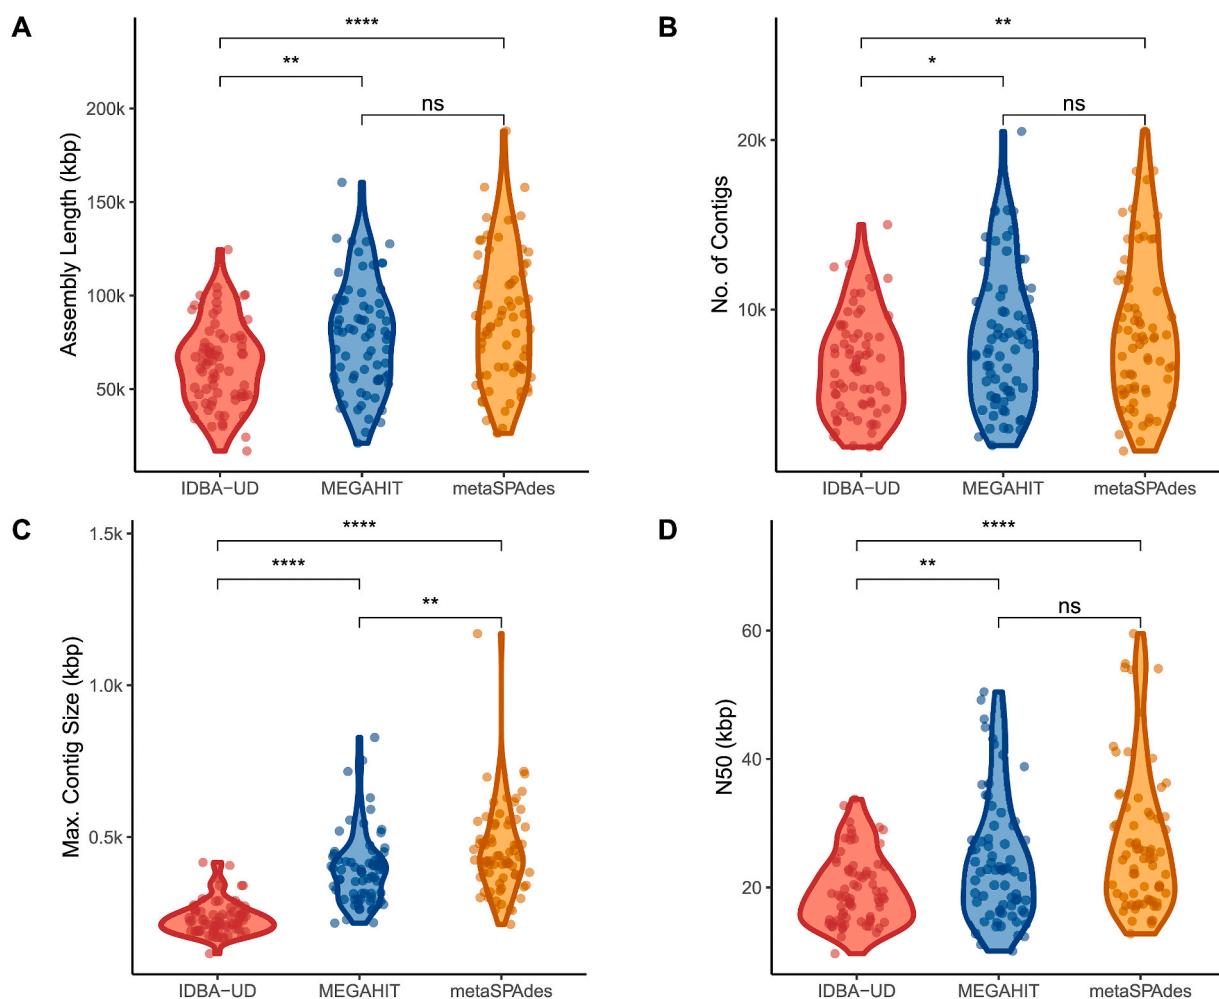 A
****
**
ns
Assembly Length (kbp)
200k
150k
100k
50k
IDBA−UD MEGAHIT metaSPAdes
B
**
*
ns
No. of Contigs
20k
10k
IDBA−UD MEGAHIT metaSPAdes
C
****
****
**
Max. Contig Size (kbp)
1.5k
1.0k
0.5k
IDBA−UD MEGAHIT metaSPAdes
D
****
**
ns
N50 (kbp)
60
40
20
IDBA−UD MEGAHIT metaSPAdes